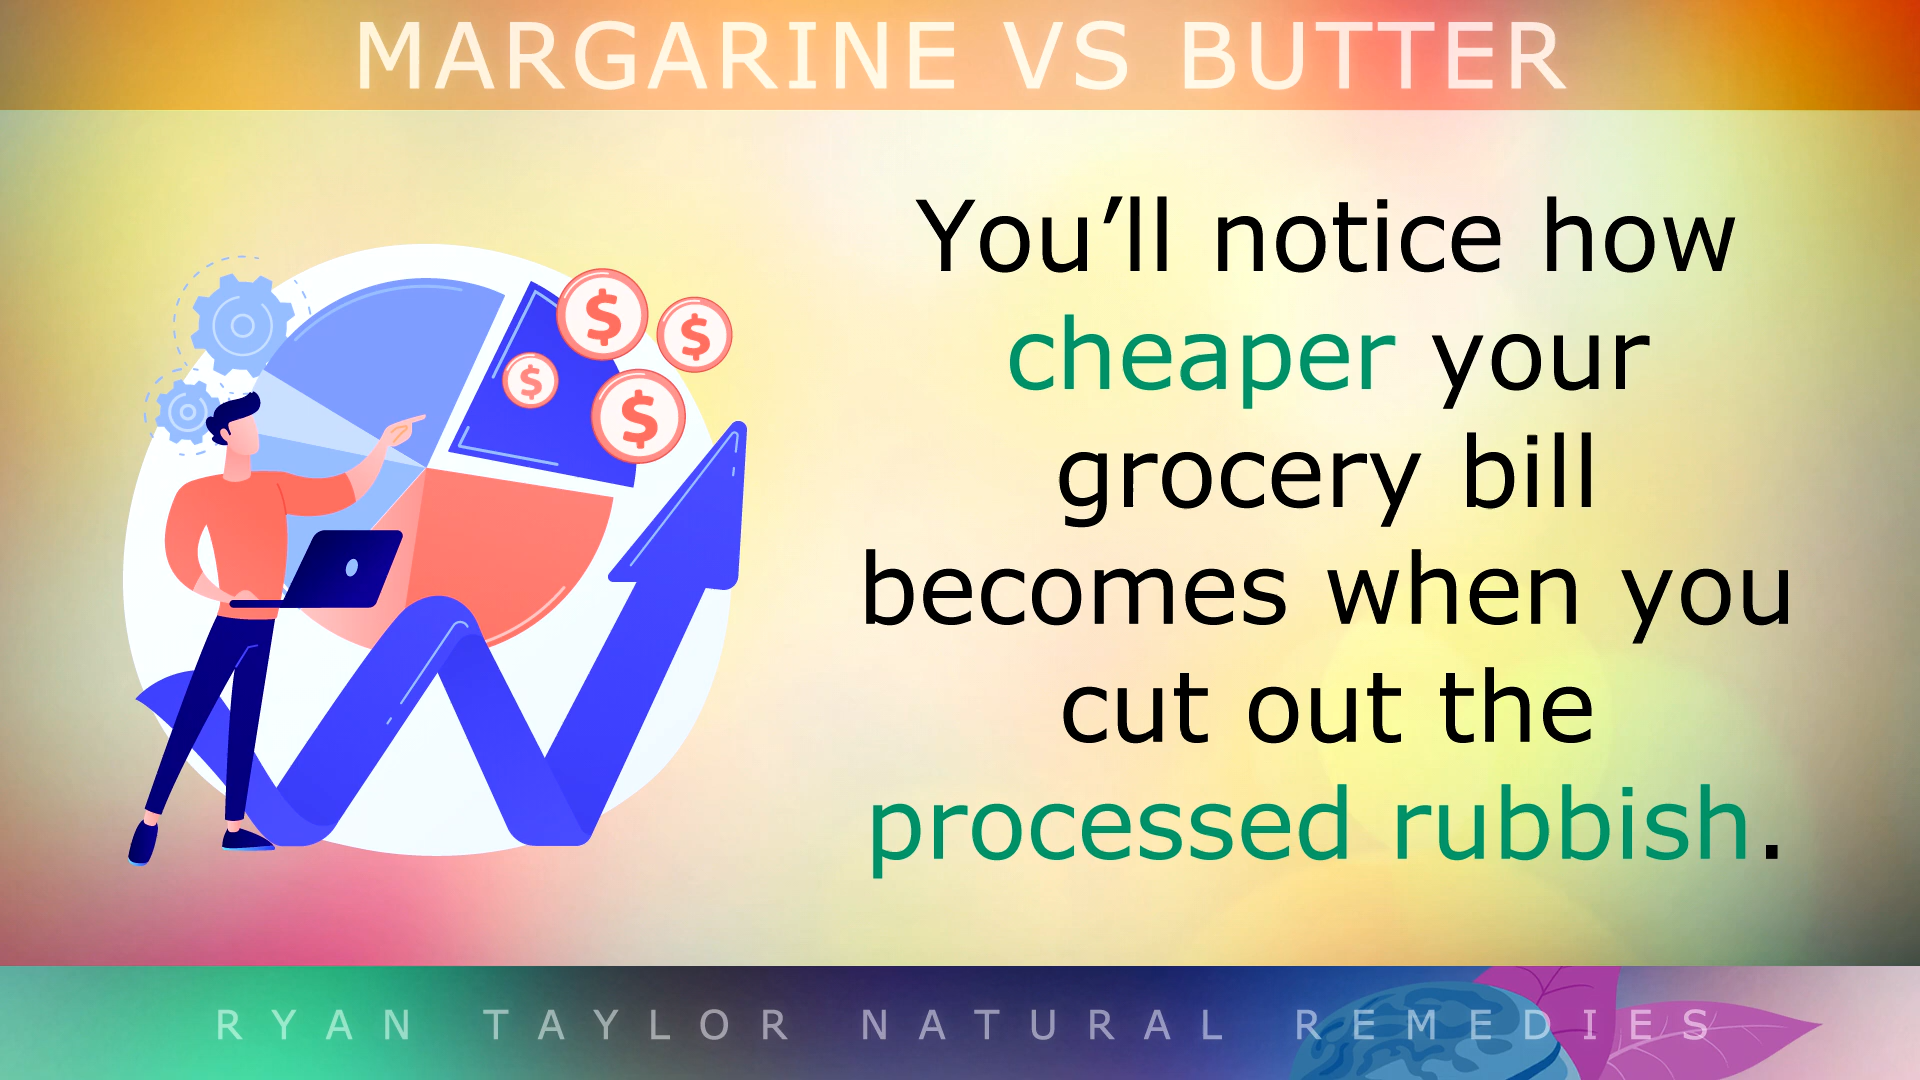 MARGARINE VS BUTTER
You’ll notice how
cheaper your
grocery bill
becomes when you
cut out the
processed rubbish.
$
$
$
$
RYAN TAYLOR NATURAL REMEDIES